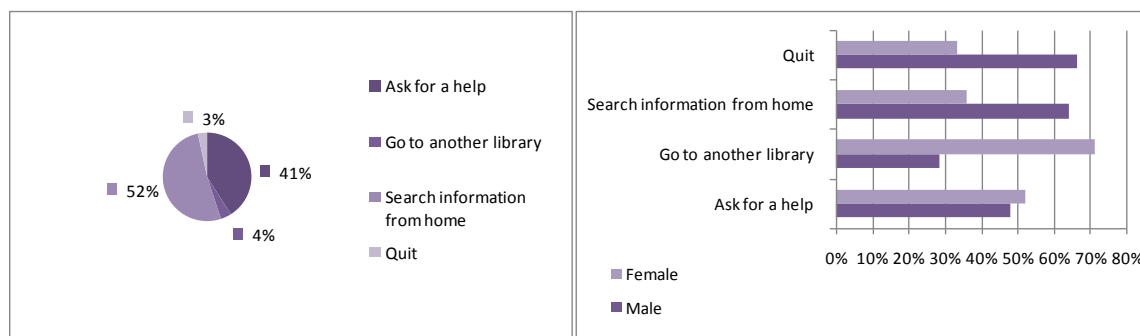 Ask for a help
Go to another library
Search information
from home
Quit
3%
41%
52%
4%
Quit
Search information from home
Go to another library
Ask for a help
0% 10% 20% 30% 40% 50% 60% 70% 80%
Female
Male